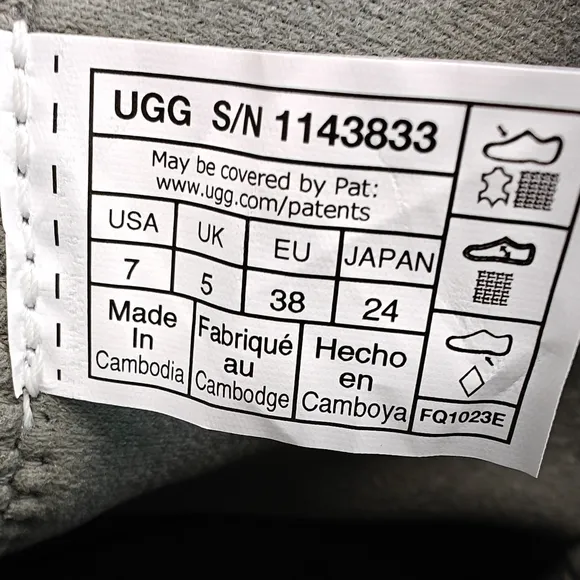 UGG S/N 1143833
May be covered by Pat:
www.ugg.com/patents
USA UK EU JAPAN
7 5 38 24
Made In Cambodia
Fabriqué au Cambodge
Hecho en Camboya
FQ1023E